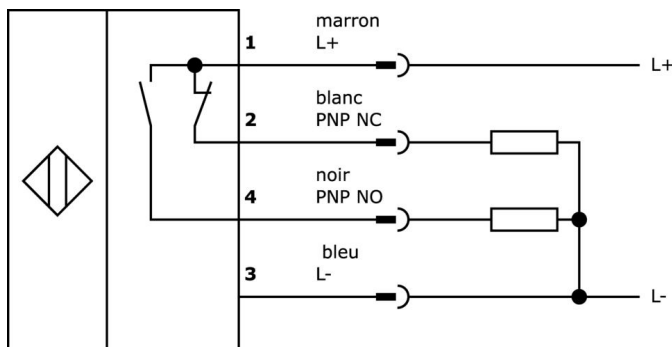 marron
1 L+
L+
blanc
2 PNP NC
noir
4 PNP NO
bleu
3 L-
L-